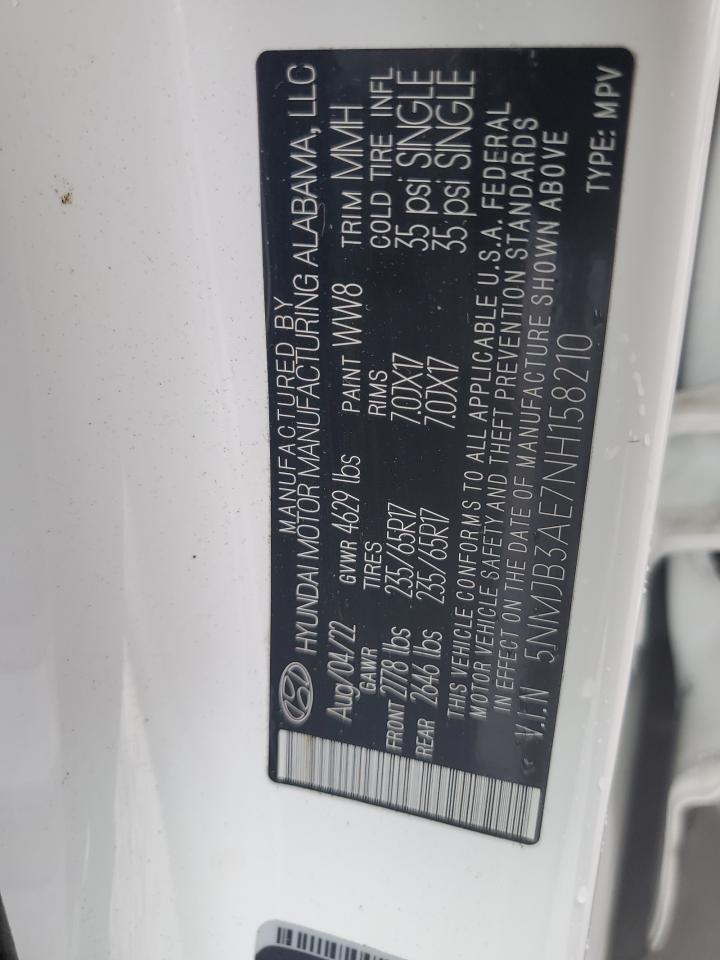 MANUFACTURED BY
HYUNDAI MOTOR MANUFACTURING ALABAMA, LLC
Aug/04/22 GVWR 4629 lbs PAINT WW8 TRIM MMH
GAWR TIRES RIMS COLD TIRE INFL
FRONT 2778 lbs 235/65R17 7.0JX17 35 psi SINGLE
REAR 2646 lbs 235/65R17 7.0JX17 35 psi SINGLE
THIS VEHICLE CONFORMS TO ALL APPLICABLE U.S.A. FEDERAL
MOTOR VEHICLE SAFETY AND THEFT PREVENTION STANDARDS
IN EFFECT ON THE DATE OF MANUFACTURE SHOWN ABOVE
V.I.N 5NMJB3AE7NH158210
TYPE: MPV